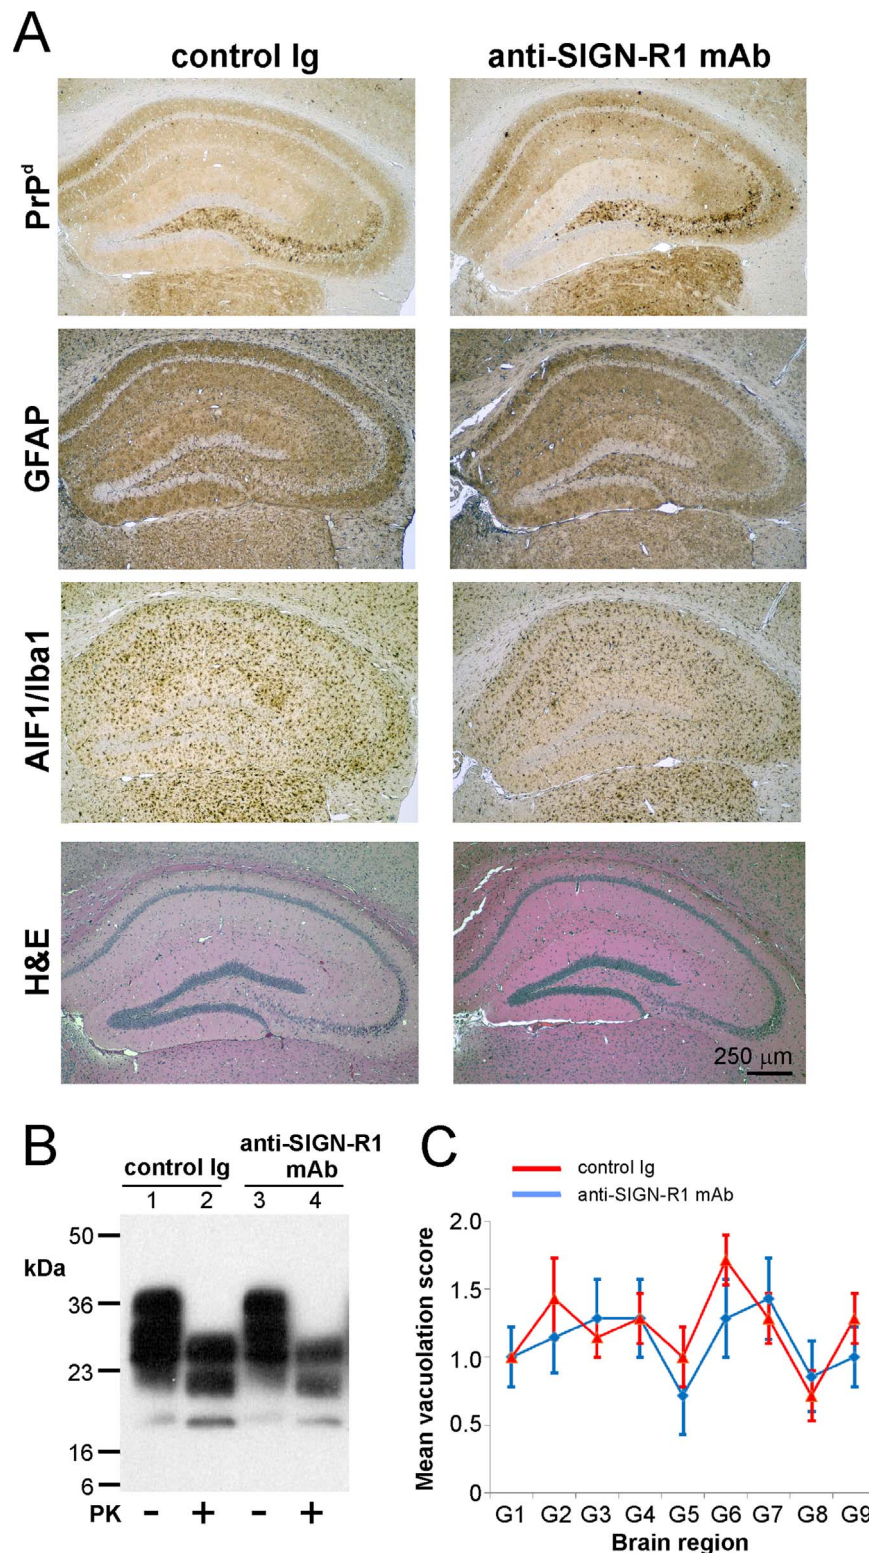 A
control Ig anti-SIGN-R1 mAb
PrPᵈ
GFAP
AIF1/Iba1
H&E
250 μm
B
control Ig anti-SIGN-R1 mAb
1 2 3 4
kDa
50
36
23
16
6
PK − + − +
C
control Ig
anti-SIGN-R1 mAb
Mean vacuolation score
2.0
1.5
1.0
0.5
0
G1 G2 G3 G4 G5 G6 G7 G8 G9
Brain region